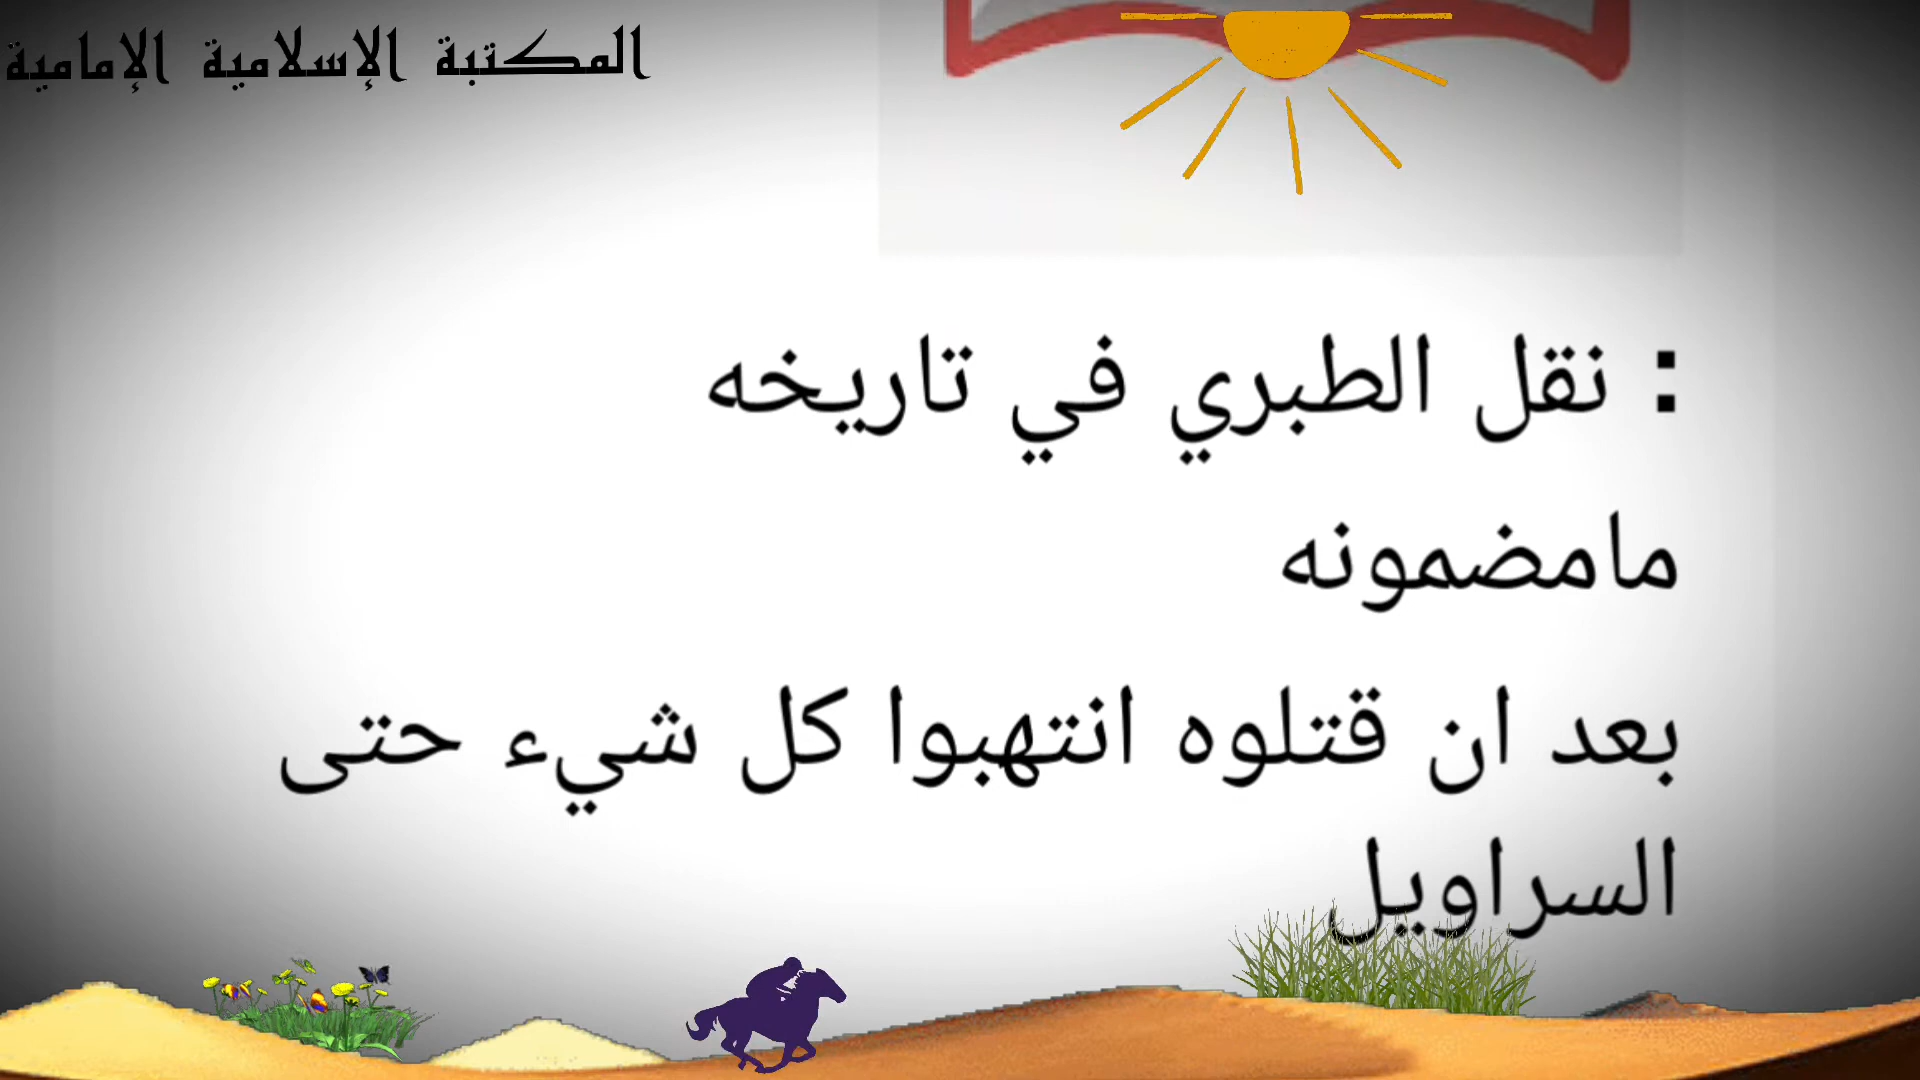 المكتبة الإسلامية الإمامية
: نقل الطبري في تاريخه
مامضمونه
بعد ان قتلوه انتهبوا كل شيء حتى
السراويل